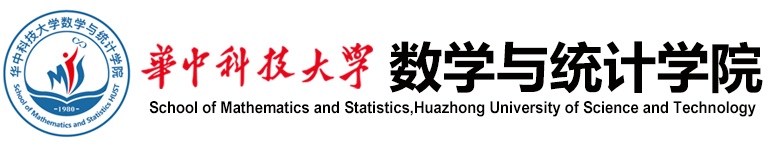 华中科技大学数学与统计学院
MS
-1980-
School of Mathematics and Statistics HUST
華中科技大学 数学与统计学院
School of Mathematics and Statistics,Huazhong University of Science and Technology